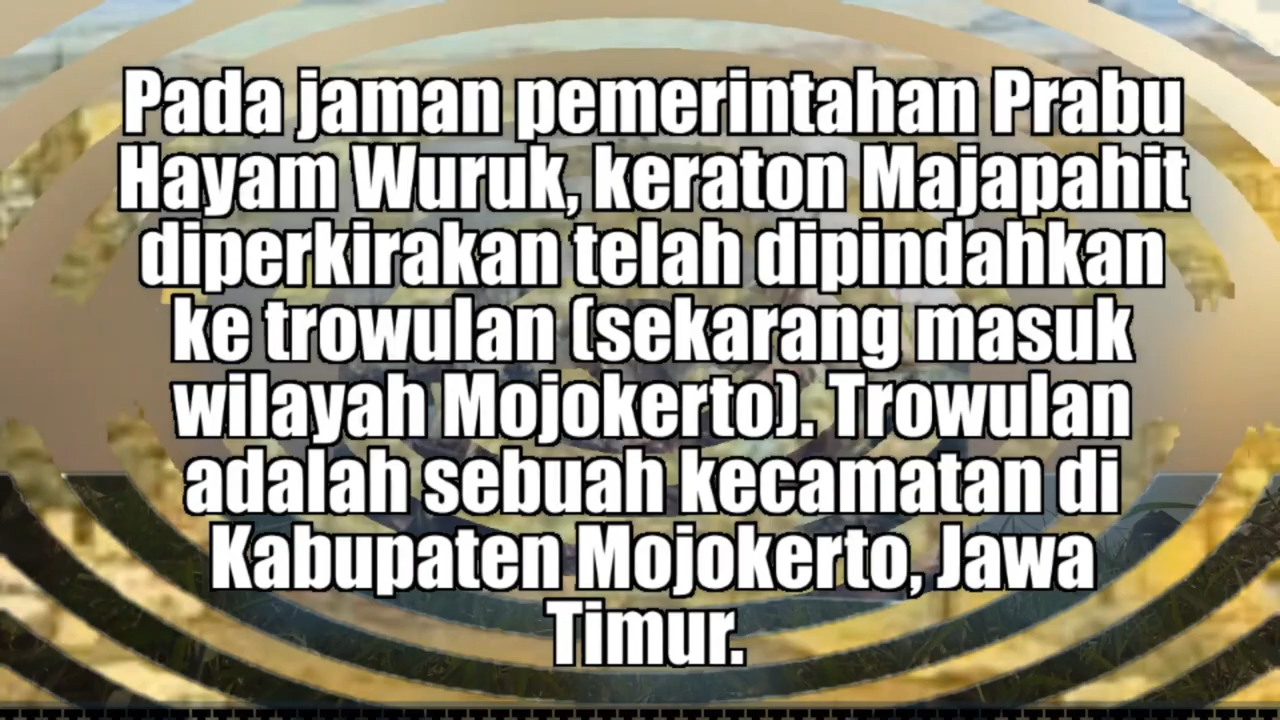 Pada jaman pemerintahan Prabu
Hayam Wuruk, keraton Majapahit
diperkirakan telah dipindahkan
ke trowulan (sekarang masuk
wilayah Mojokerto). Trowulan
adalah sebuah kecamatan di
Kabupaten Mojokerto, Jawa
Timur.